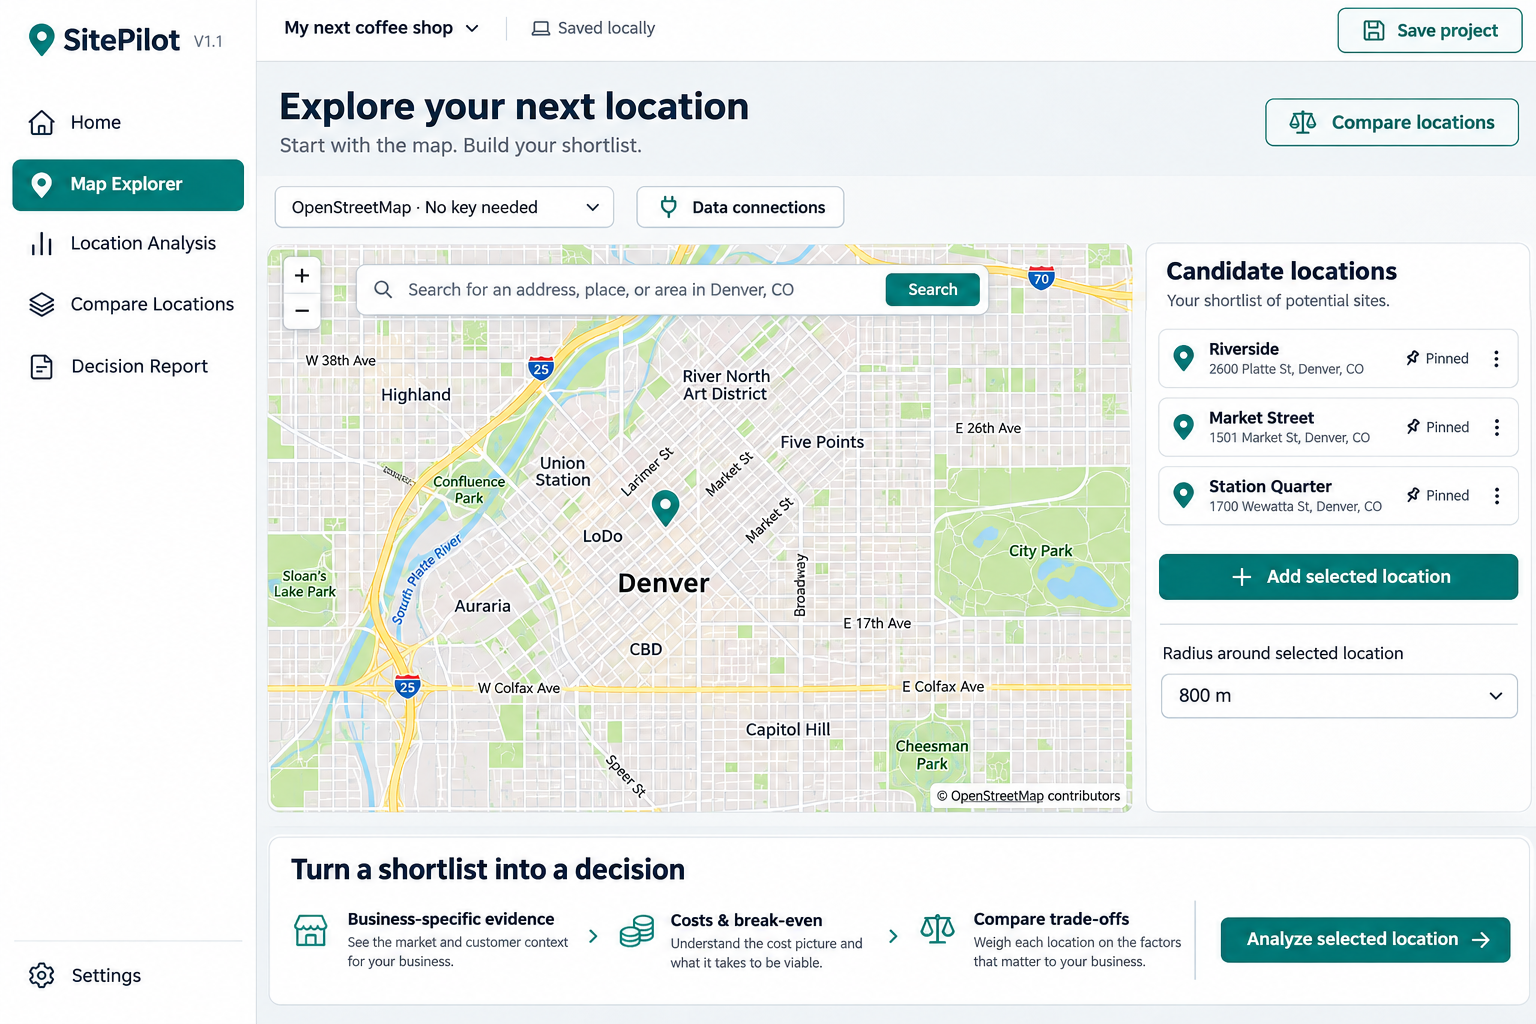 SitePilot V1.1
Home
Map Explorer
Location Analysis
Compare Locations
Decision Report
Settings
My next coffee shop
Saved locally
Save project
Explore your next location
Start with the map. Build your shortlist.
Compare locations
OpenStreetMap · No key needed
Data connections
+
−
Search for an address, place, or area in Denver, CO
Search
70
W 38th Ave
25
Highland
River North
Art District
E 26th Ave
Five Points
Union
Station
Larimer St
Market St
Confluence
Park
Market St
LoDo
City Park
South Platte River
Sloan's
Lake Park
Denver
Broadway
Auraria
E 17th Ave
CBD
25
W Colfax Ave
E Colfax Ave
Capitol Hill
Cheesman
Park
Speer St
© OpenStreetMap contributors
Candidate locations
Your shortlist of potential sites.
Riverside
2600 Platte St, Denver, CO
Pinned
Market Street
1501 Market St, Denver, CO
Pinned
Station Quarter
1700 Wewatta St, Denver, CO
Pinned
+ Add selected location
Radius around selected location
800 m
Turn a shortlist into a decision
Business-specific evidence
See the market and customer context
for your business.
Costs & break-even
Understand the cost picture and
what it takes to be viable.
Compare trade-offs
Weigh each location on the factors
that matter to your business.
Analyze selected location →